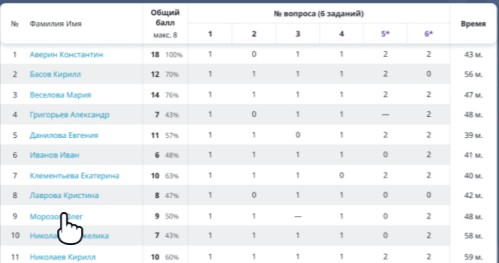 № Фамилия Имя Общий балл макс. 8 № вопроса (6 заданий) Время
1 2 3 4 5* 6*
1 Аверин Константин 18 100% 1 0 1 1 2 2 43 м.
2 Басов Кирилл 12 70% 1 1 1 1 2 0 56 м.
3 Веселова Мария 14 76% 1 1 1 1 2 2 47 м.
4 Григорьев Александр 7 43% 1 0 1 1 — 2 48 м.
5 Данилова Евгения 11 57% 1 1 0 1 2 2 39 м.
6 Иванов Иван 6 48% 1 1 1 1 0 2 41 м.
7 Клементьева Екатерина 10 63% 1 1 1 0 2 2 40 м.
8 Лаврова Кристина 8 47% 1 0 1 1 0 0 42 м.
9 9 50% 1 1 — 1 0 2 48 м.
10 7 43% 1 1 1 1 0 2 58 м.
11 Николаев Кирилл 10 60% 1 1 1 1 2 2 59 м.